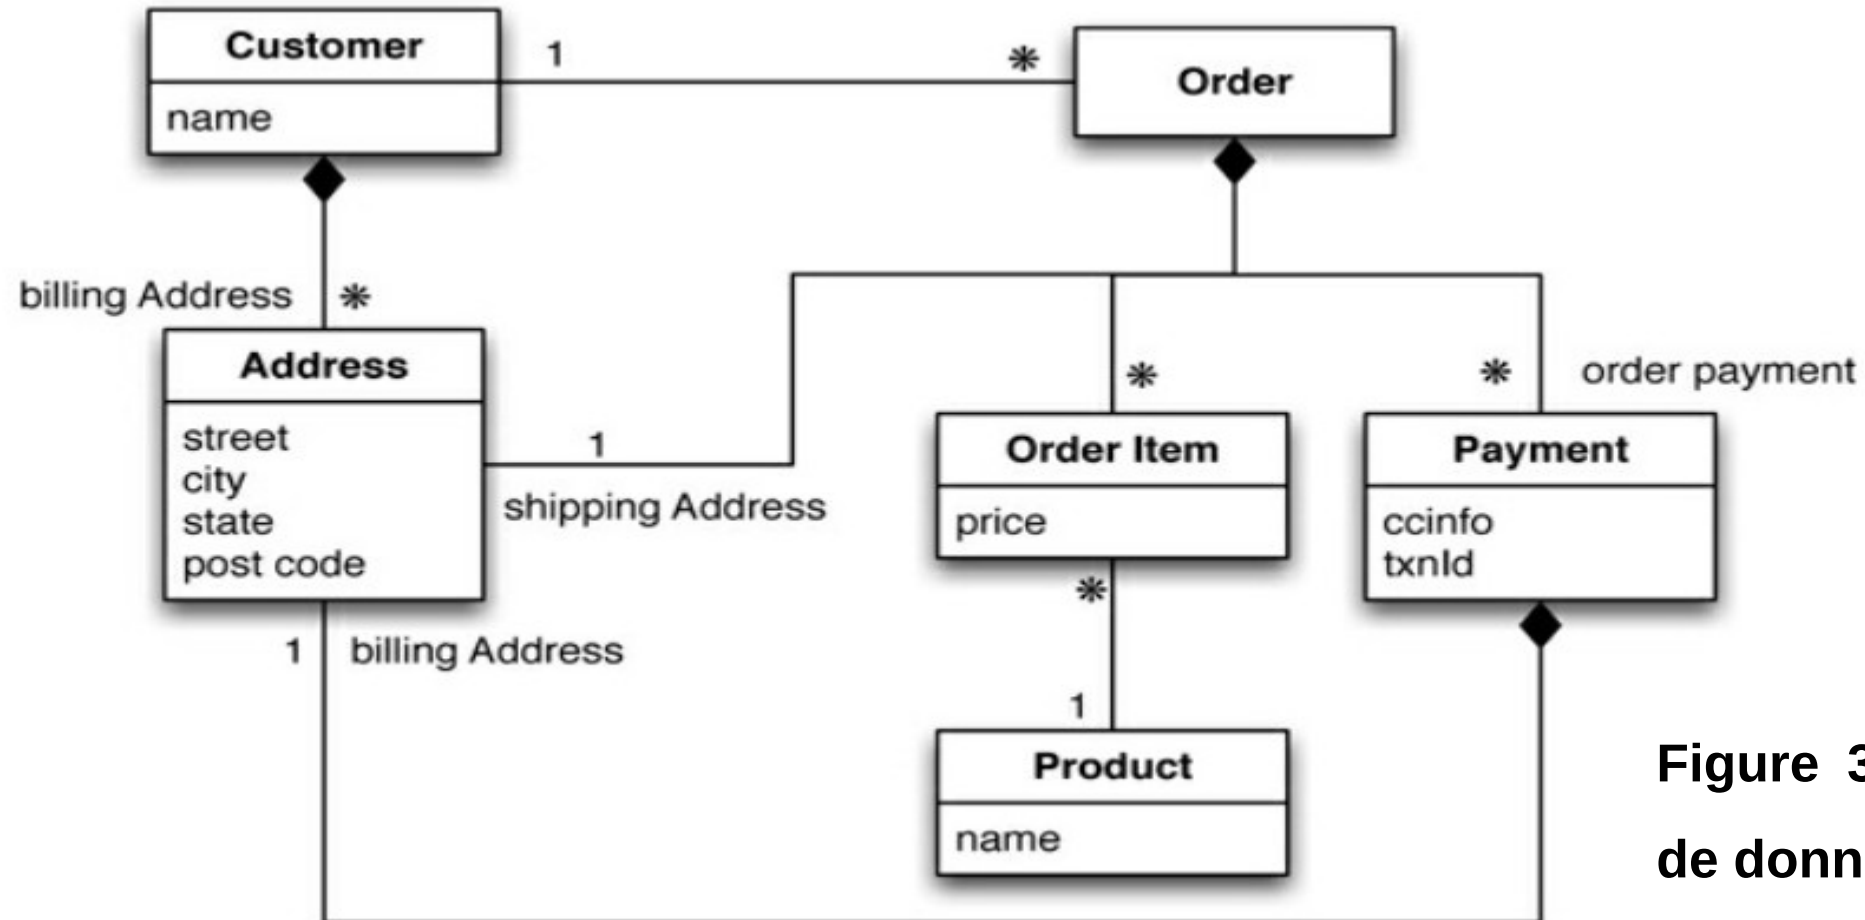 Customer
name
1
*
Order
billing Address
*
Address
street
city
state
post code
1
shipping Address
*
Order Item
price
*
order payment
Payment
ccinfo
txnId
1
billing Address
*
1
Product
name
Figure 3
de donn